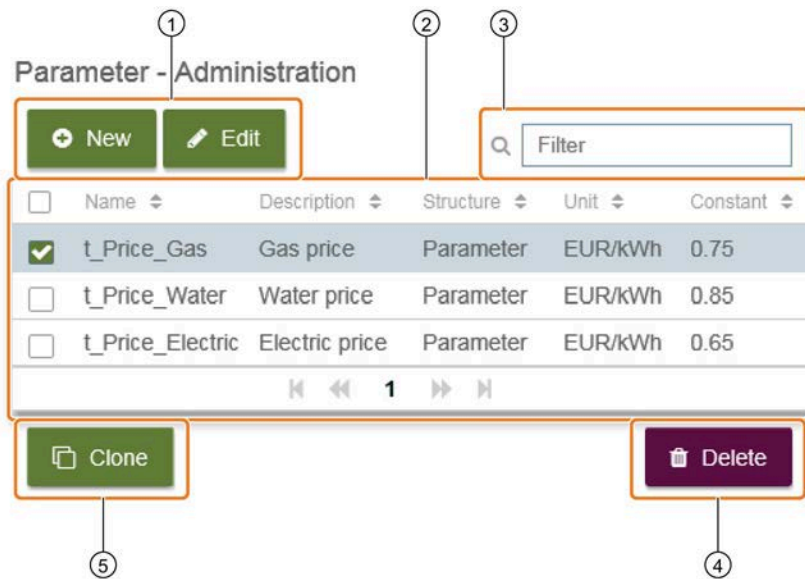 1 2 3
Parameter - Administration
New Edit Filter
Name Description Structure Unit Constant
t_Price_Gas Gas price Parameter EUR/kWh 0.75
t_Price_Water Water price Parameter EUR/kWh 0.85
t_Price_Electric Electric price Parameter EUR/kWh 0.65
1
Clone Delete
5 4